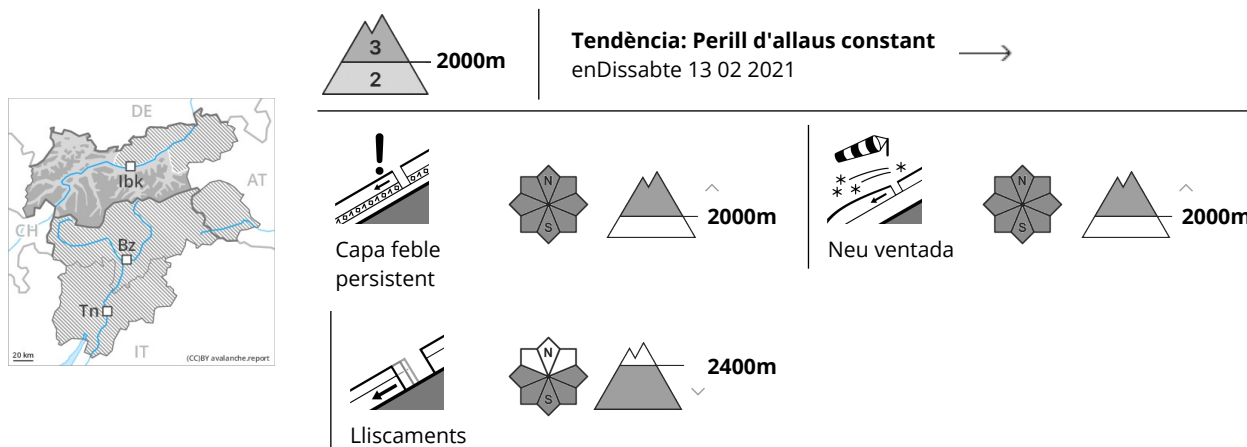 3
2
2000m
Tendència: Perill d'allaus constant
enDissabte 13 02 2021
DE
Ibk
AT
CH
Bz
Tn
IT
20 km
(CC)BY avalanche.report
N
S
2000m
Capa feble
persistent
N
S
2000m
Neu ventada
N
S
2400m
Lliscaments